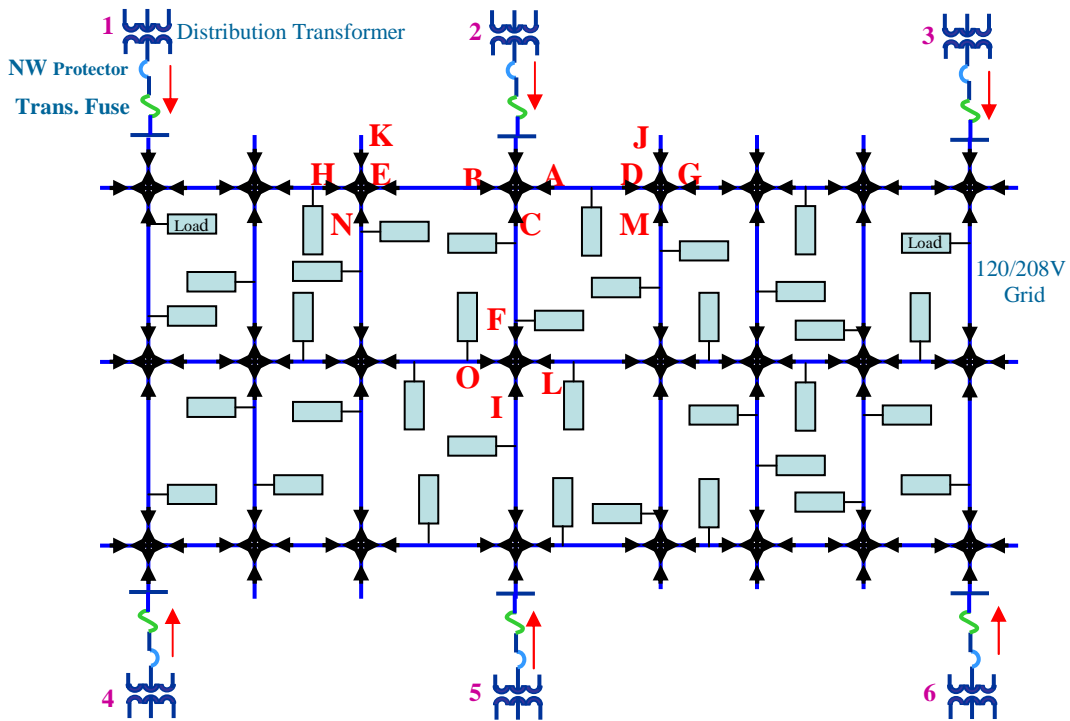 1
Distribution Transformer
2
3
NW Protector
Trans. Fuse
K
J
H
E
B
A
D
G
N
C
M
Load
Load
120/208V
Grid
F
O
L
I
4
5
6